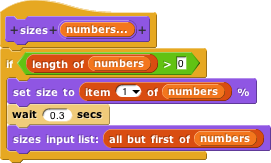 + sizes + numbers... +
if length of numbers > 0
set size to item 1 of numbers %
wait 0.3 secs
sizes input list: all but first of numbers